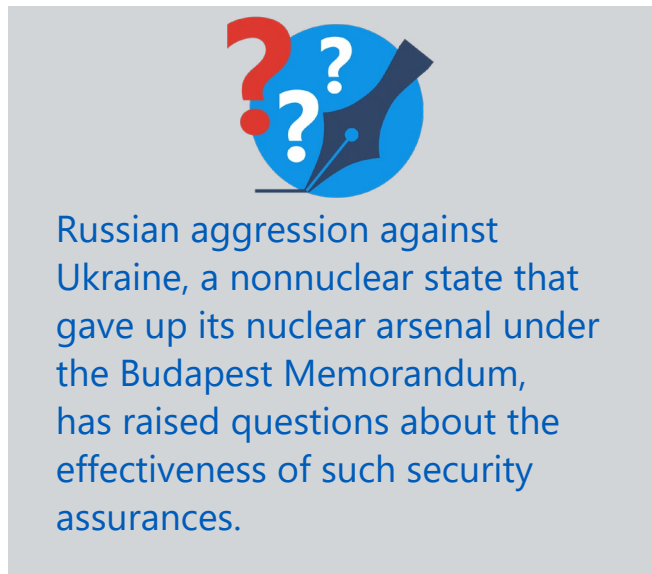 ? ? ?
Russian aggression against
Ukraine, a nonnuclear state that
gave up its nuclear arsenal under
the Budapest Memorandum,
has raised questions about the
effectiveness of such security
assurances.